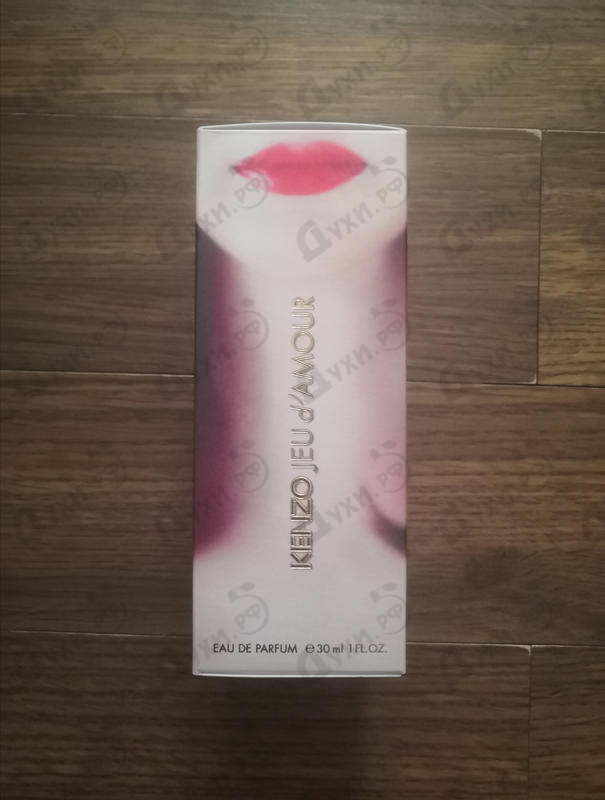 KENZO JEU d'AMOUR
EAU DE PARFUM ℮ 30 ml 1 FL.OZ.
Духи.РФ